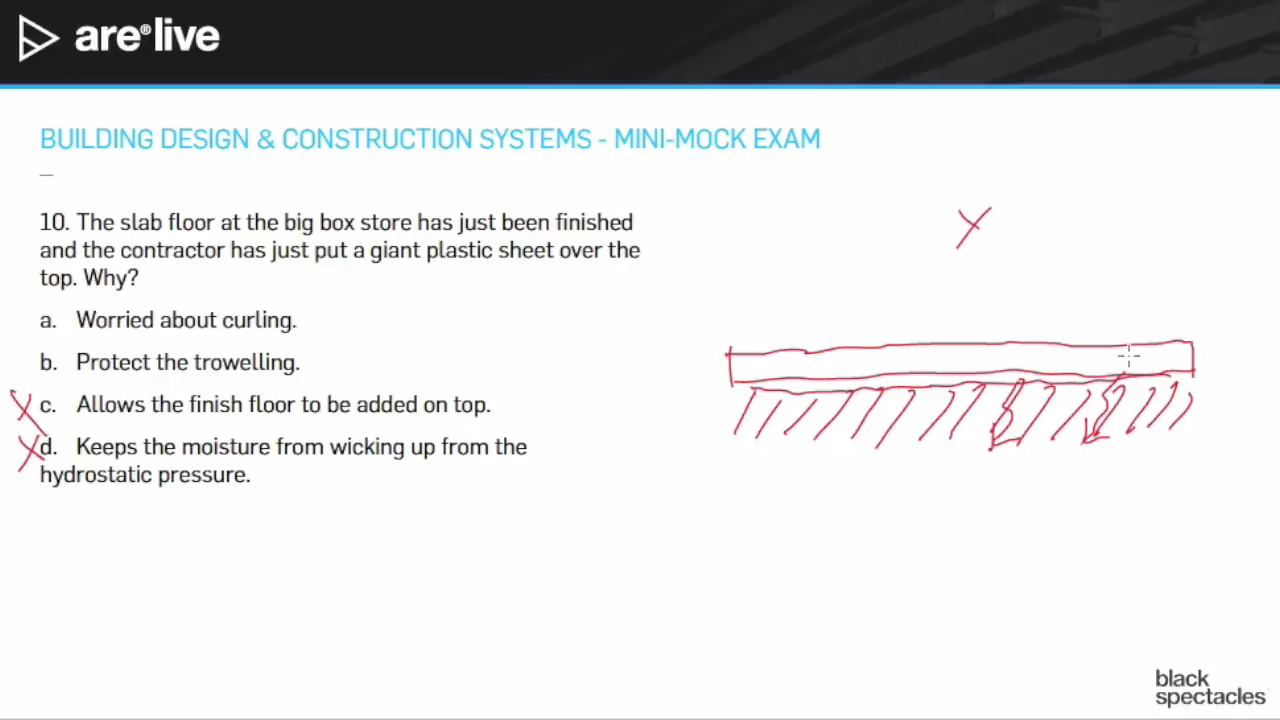 are®live
BUILDING DESIGN & CONSTRUCTION SYSTEMS - MINI-MOCK EXAM
10. The slab floor at the big box store has just been finished
and the contractor has just put a giant plastic sheet over the
top. Why?
a. Worried about curling.
b. Protect the trowelling.
c. Allows the finish floor to be added on top.
d. Keeps the moisture from wicking up from the
hydrostatic pressure.
black
spectacles